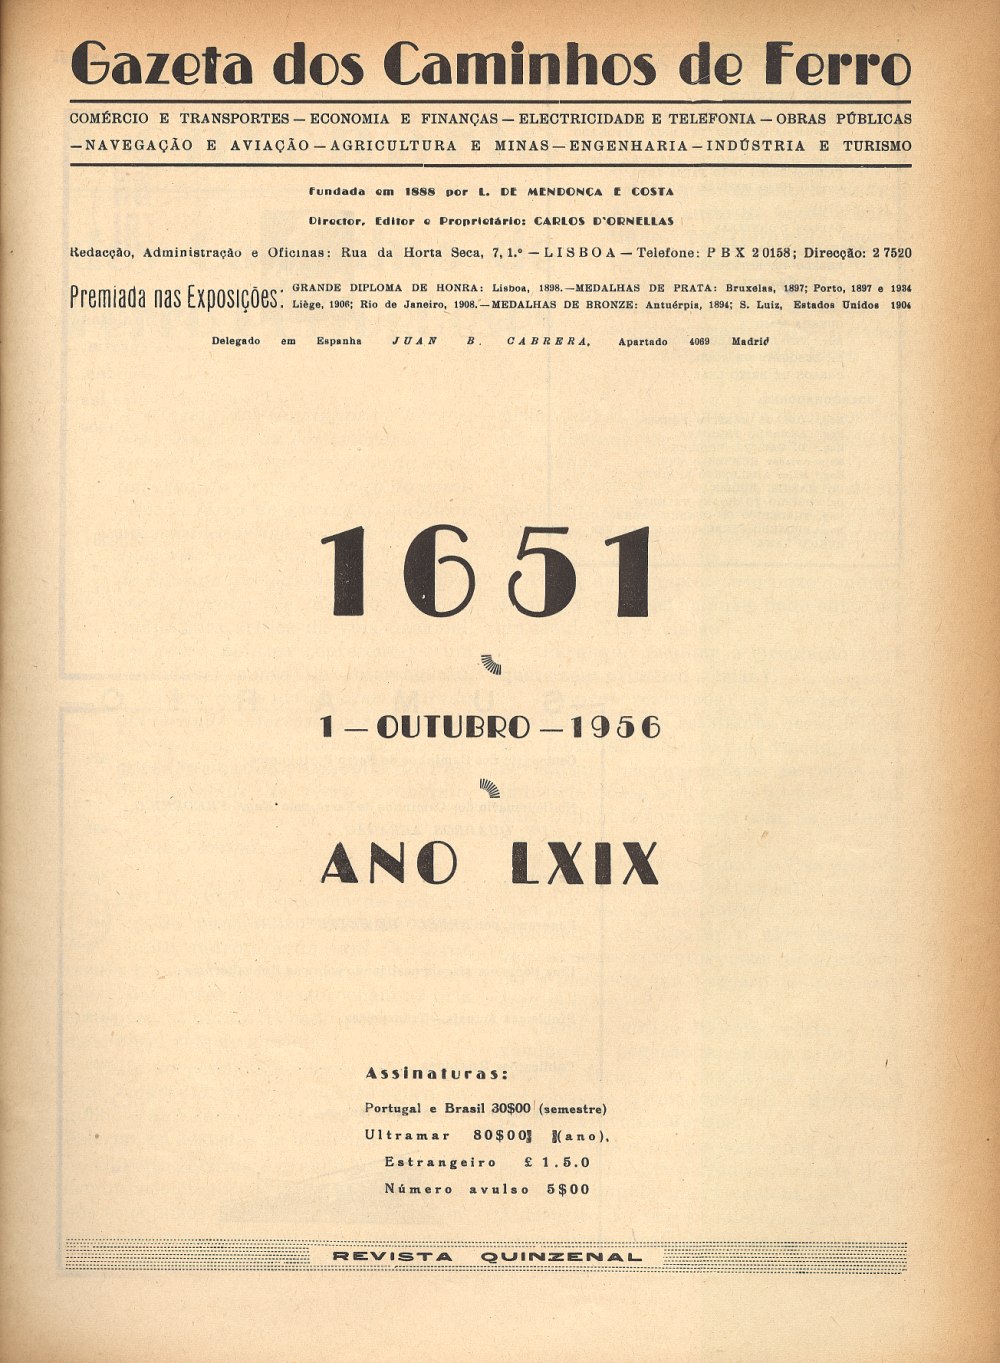 Gazeta dos Caminhos de Ferro
COMÉRCIO E TRANSPORTES — ECONOMIA E FINANÇAS — ELECTRICIDADE E TELEFONIA — OBRAS PÚBLICAS
—NAVEGAÇÃO E AVIAÇÃO — AGRICULTURA E MINAS — ENGENHARIA — INDÚSTRIA E TURISMO
Fundada em 1888 por L. DE MENDONCA E COSTA
Director, Editor e Proprietário: CARLOS D'ORNELLAS
Redacção, Administração e Oficinas: Rua da Horta Seca, 7, 1.º — LISBOA — Telefone: P B X 20158; Direcção: 27520
Premiada nas Exposições:
GRANDE DIPLOMA DE HONRA: Lisboa, 1898.—MEDALHAS DE PRATA: Bruxelas, 1897; Porto, 1897 e 1934
Liège, 1906; Rio de Janeiro, 1908.—MEDALHAS DE BRONZE: Antuérpia, 1894; S. Luiz, Estados Unidos 1904
Delegado em Espanha JUAN B. CABRERA, Apartado 4069 Madrid
1651
1 — OUTUBRO — 1956
ANO LXIX
Assinaturas:
Portugal e Brasil 30$00 (semestre)
Ultramar 80$00 (ano),
Estrangeiro £ 1.5.0
Número avulso 5$00
REVISTA QUINZENAL